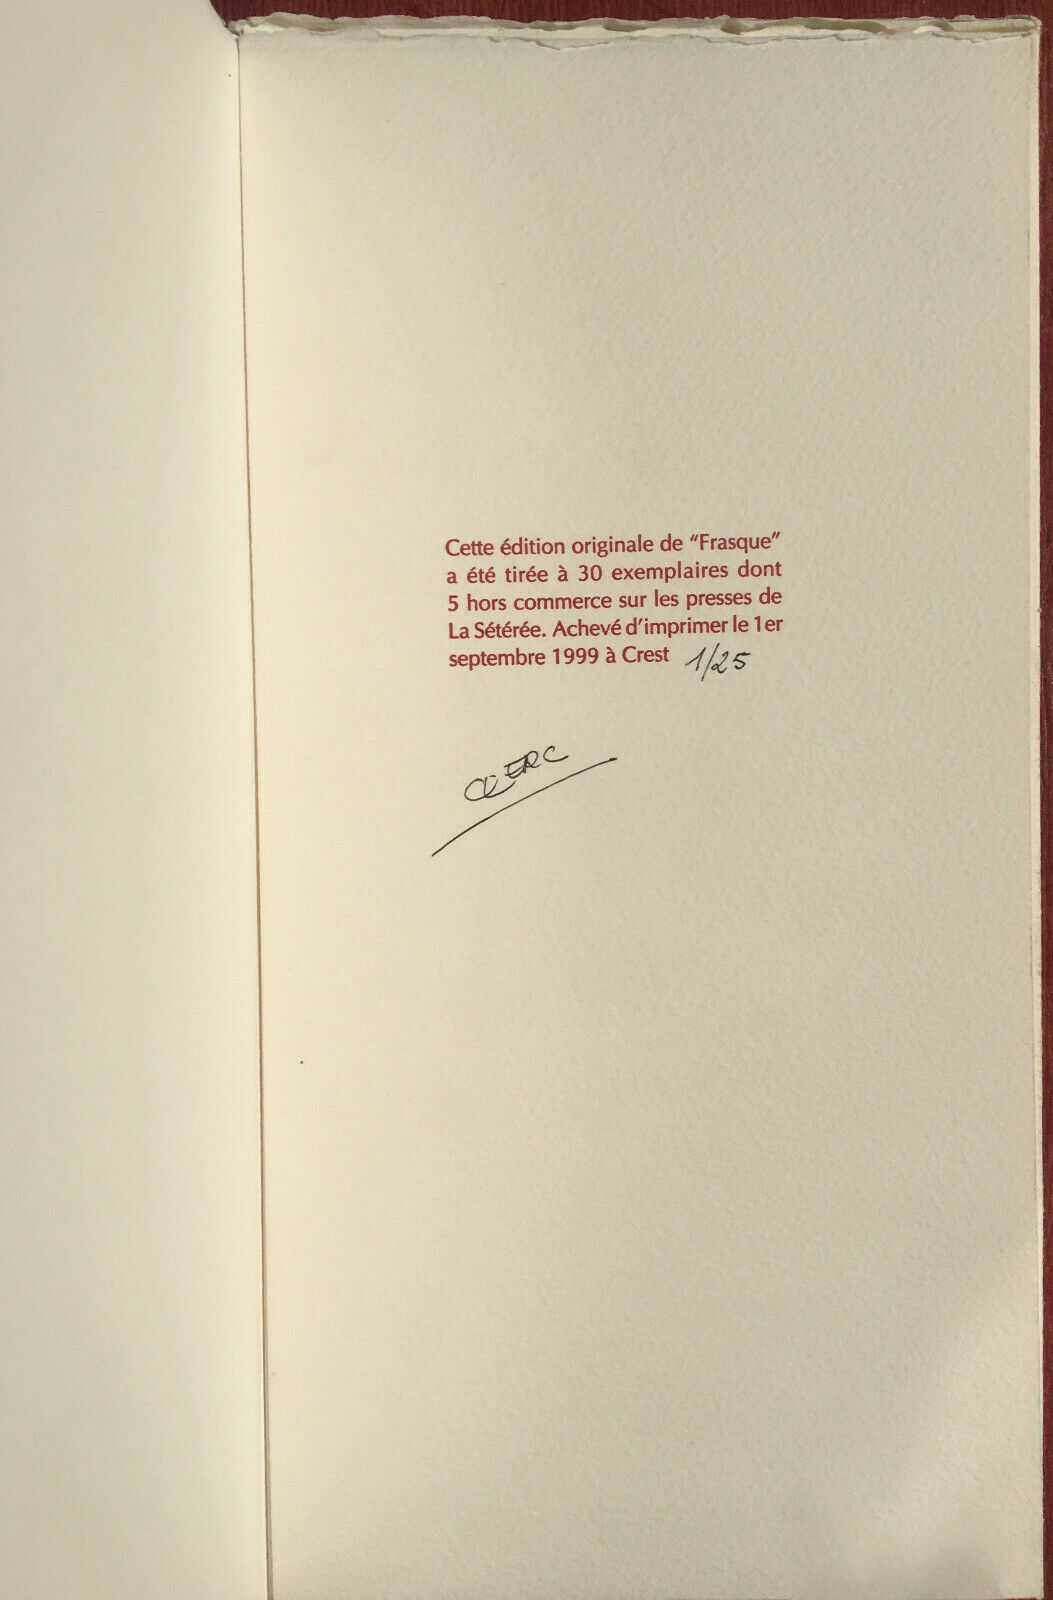 Cette édition originale de "Frasque"
a été tirée à 30 exemplaires dont
5 hors commerce sur les presses de
La Sétérée. Achevé d'imprimer le 1er
septembre 1999 à Crest 1/25
CLERC